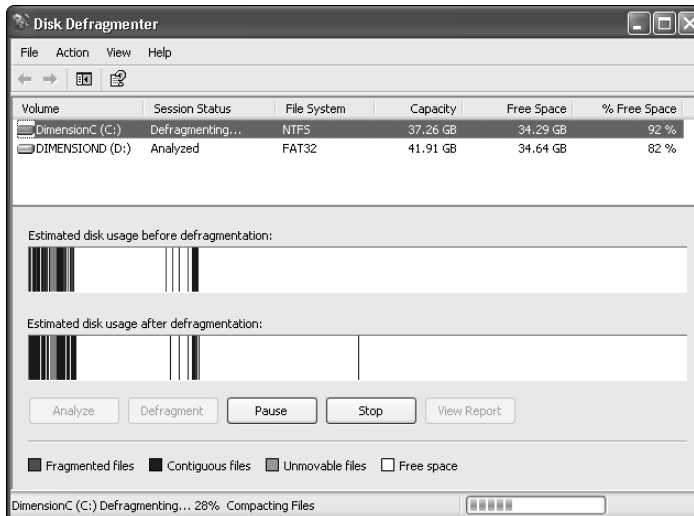 Disk Defragmenter
File Action View Help
Volume Session Status File System Capacity Free Space % Free Space
DimensionC (C:) Defragmenting... NTFS 37.26 GB 34.29 GB 92 %
DIMENSIOND (D:) Analyzed FAT32 41.91 GB 34.64 GB 82 %
Estimated disk usage before defragmentation:
Estimated disk usage after defragmentation:
Analyze Defragment Pause Stop View Report
Fragmented files Contiguous files Unmovable files Free space
DimensionC (C:) Defragmenting... 28% Compacting Files